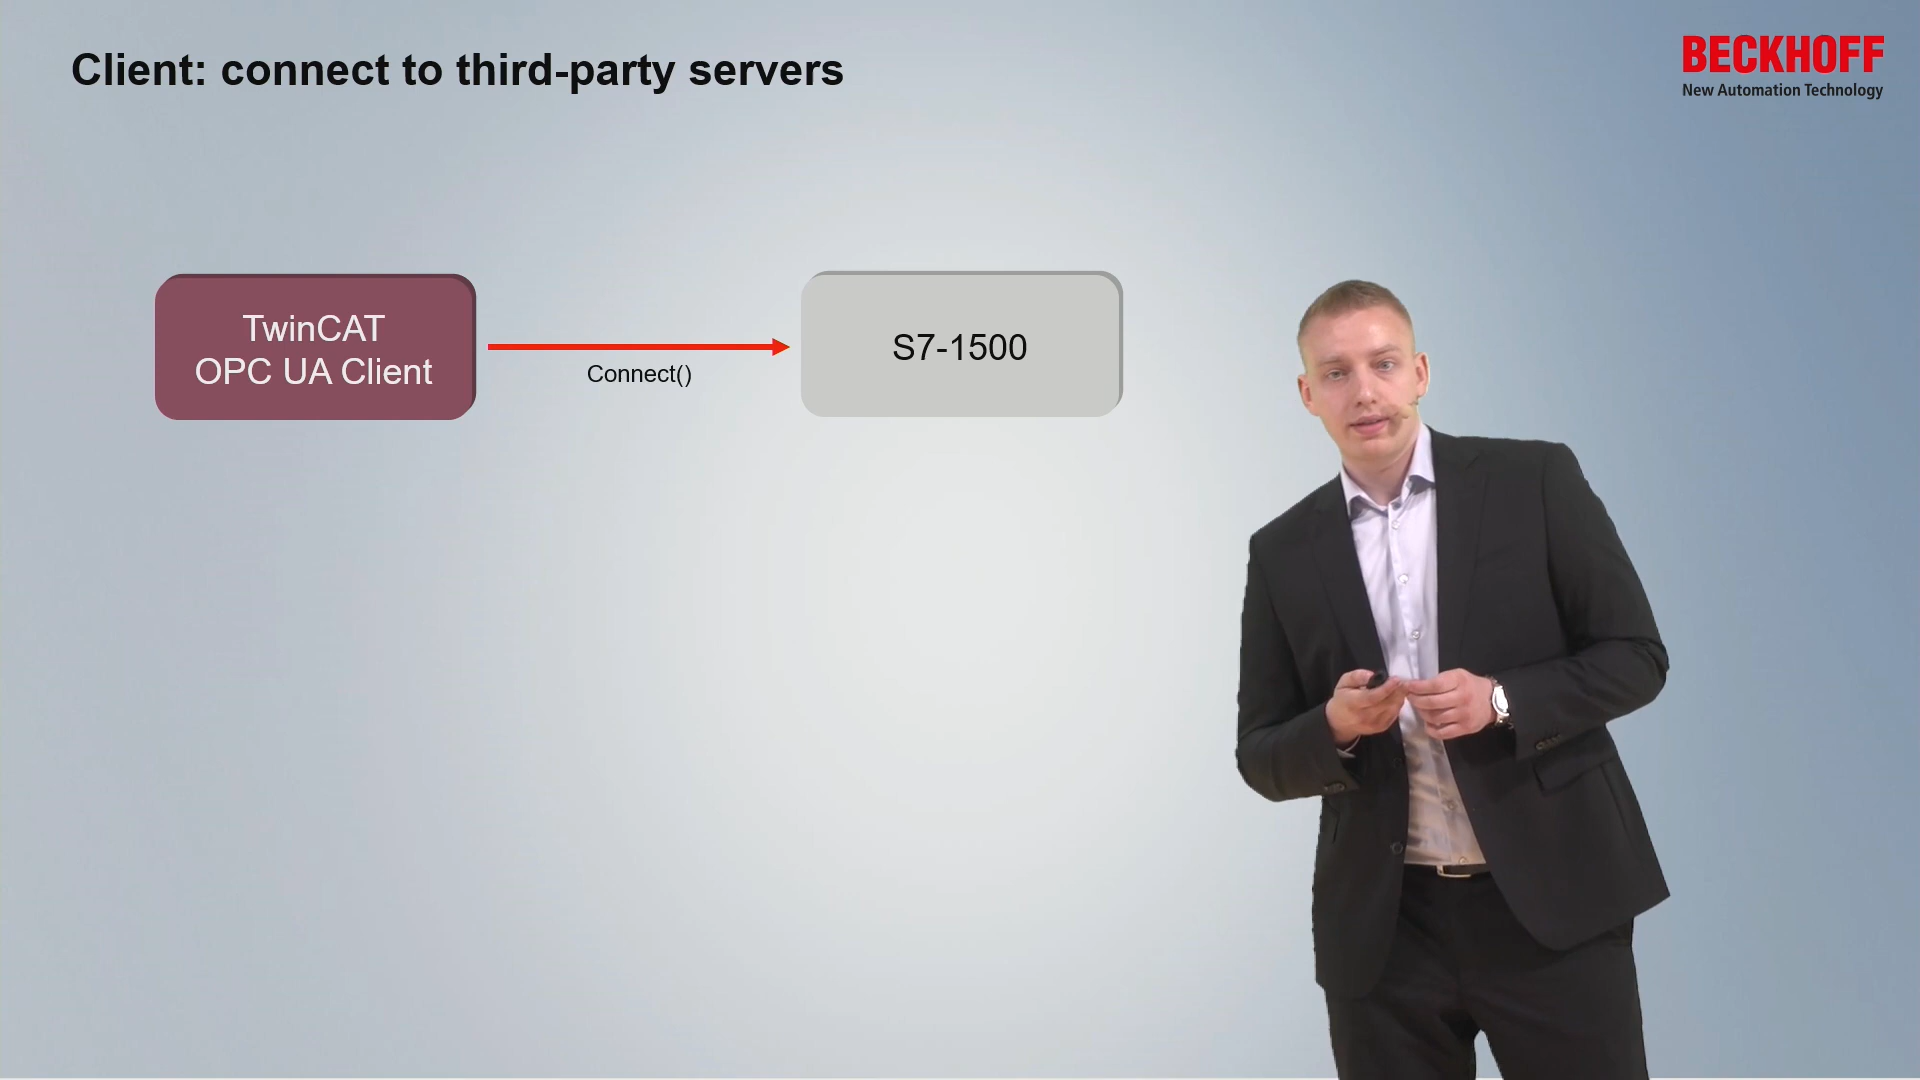 Client: connect to third-party servers
BECKHOFF
New Automation Technology
TwinCAT
OPC UA Client
Connect()
S7-1500